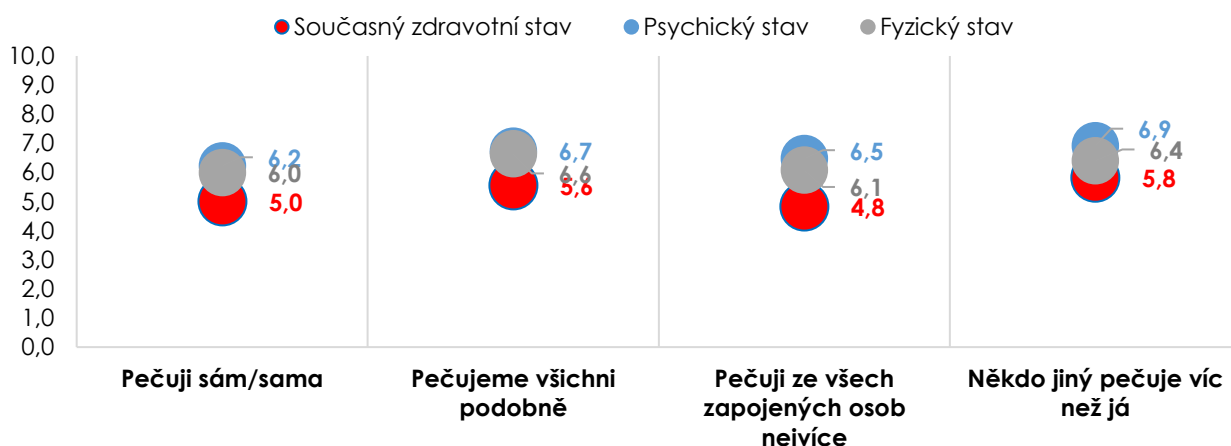 Současný zdravotní stav Psychický stav Fyzický stav
10,0
9,0
8,0
7,0
6,0
5,0
4,0
3,0
2,0
1,0
0,0
6,2
6,0
5,0
6,7
6,6
5,6
6,5
6,1
4,8
6,9
6,4
5,8
Pečuji sám/sama
Pečujeme všichni
podobně
Pečuji ze všech
zapojených osob
nejvíce
Někdo jiný pečuje víc
než já